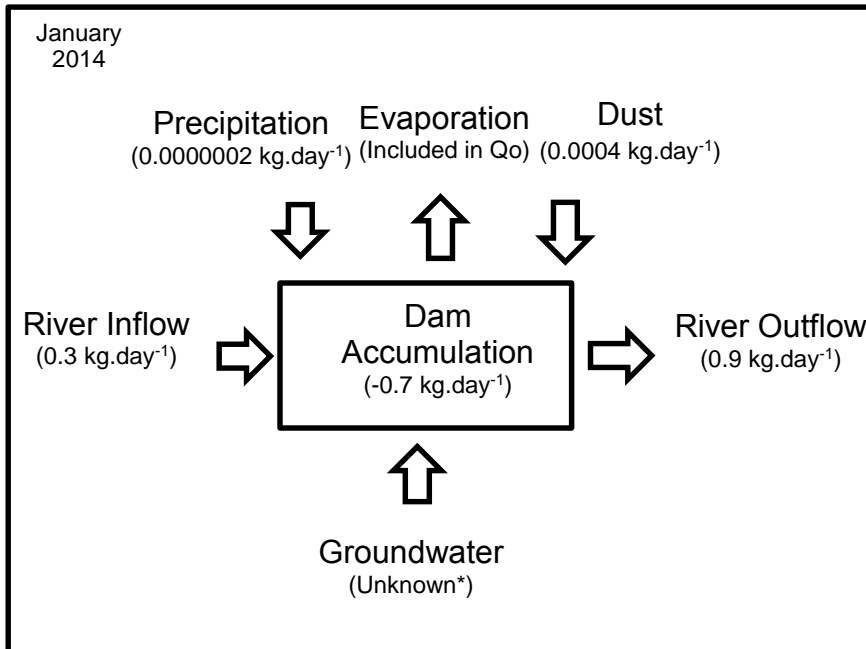 January
2014
Precipitation
(0.0000002 kg.day⁻¹)
Evaporation
(Included in Qo)
Dust
(0.0004 kg.day⁻¹)
River Inflow
(0.3 kg.day⁻¹)
Dam
Accumulation
(-0.7 kg.day⁻¹)
River Outflow
(0.9 kg.day⁻¹)
Groundwater
(Unknown*)